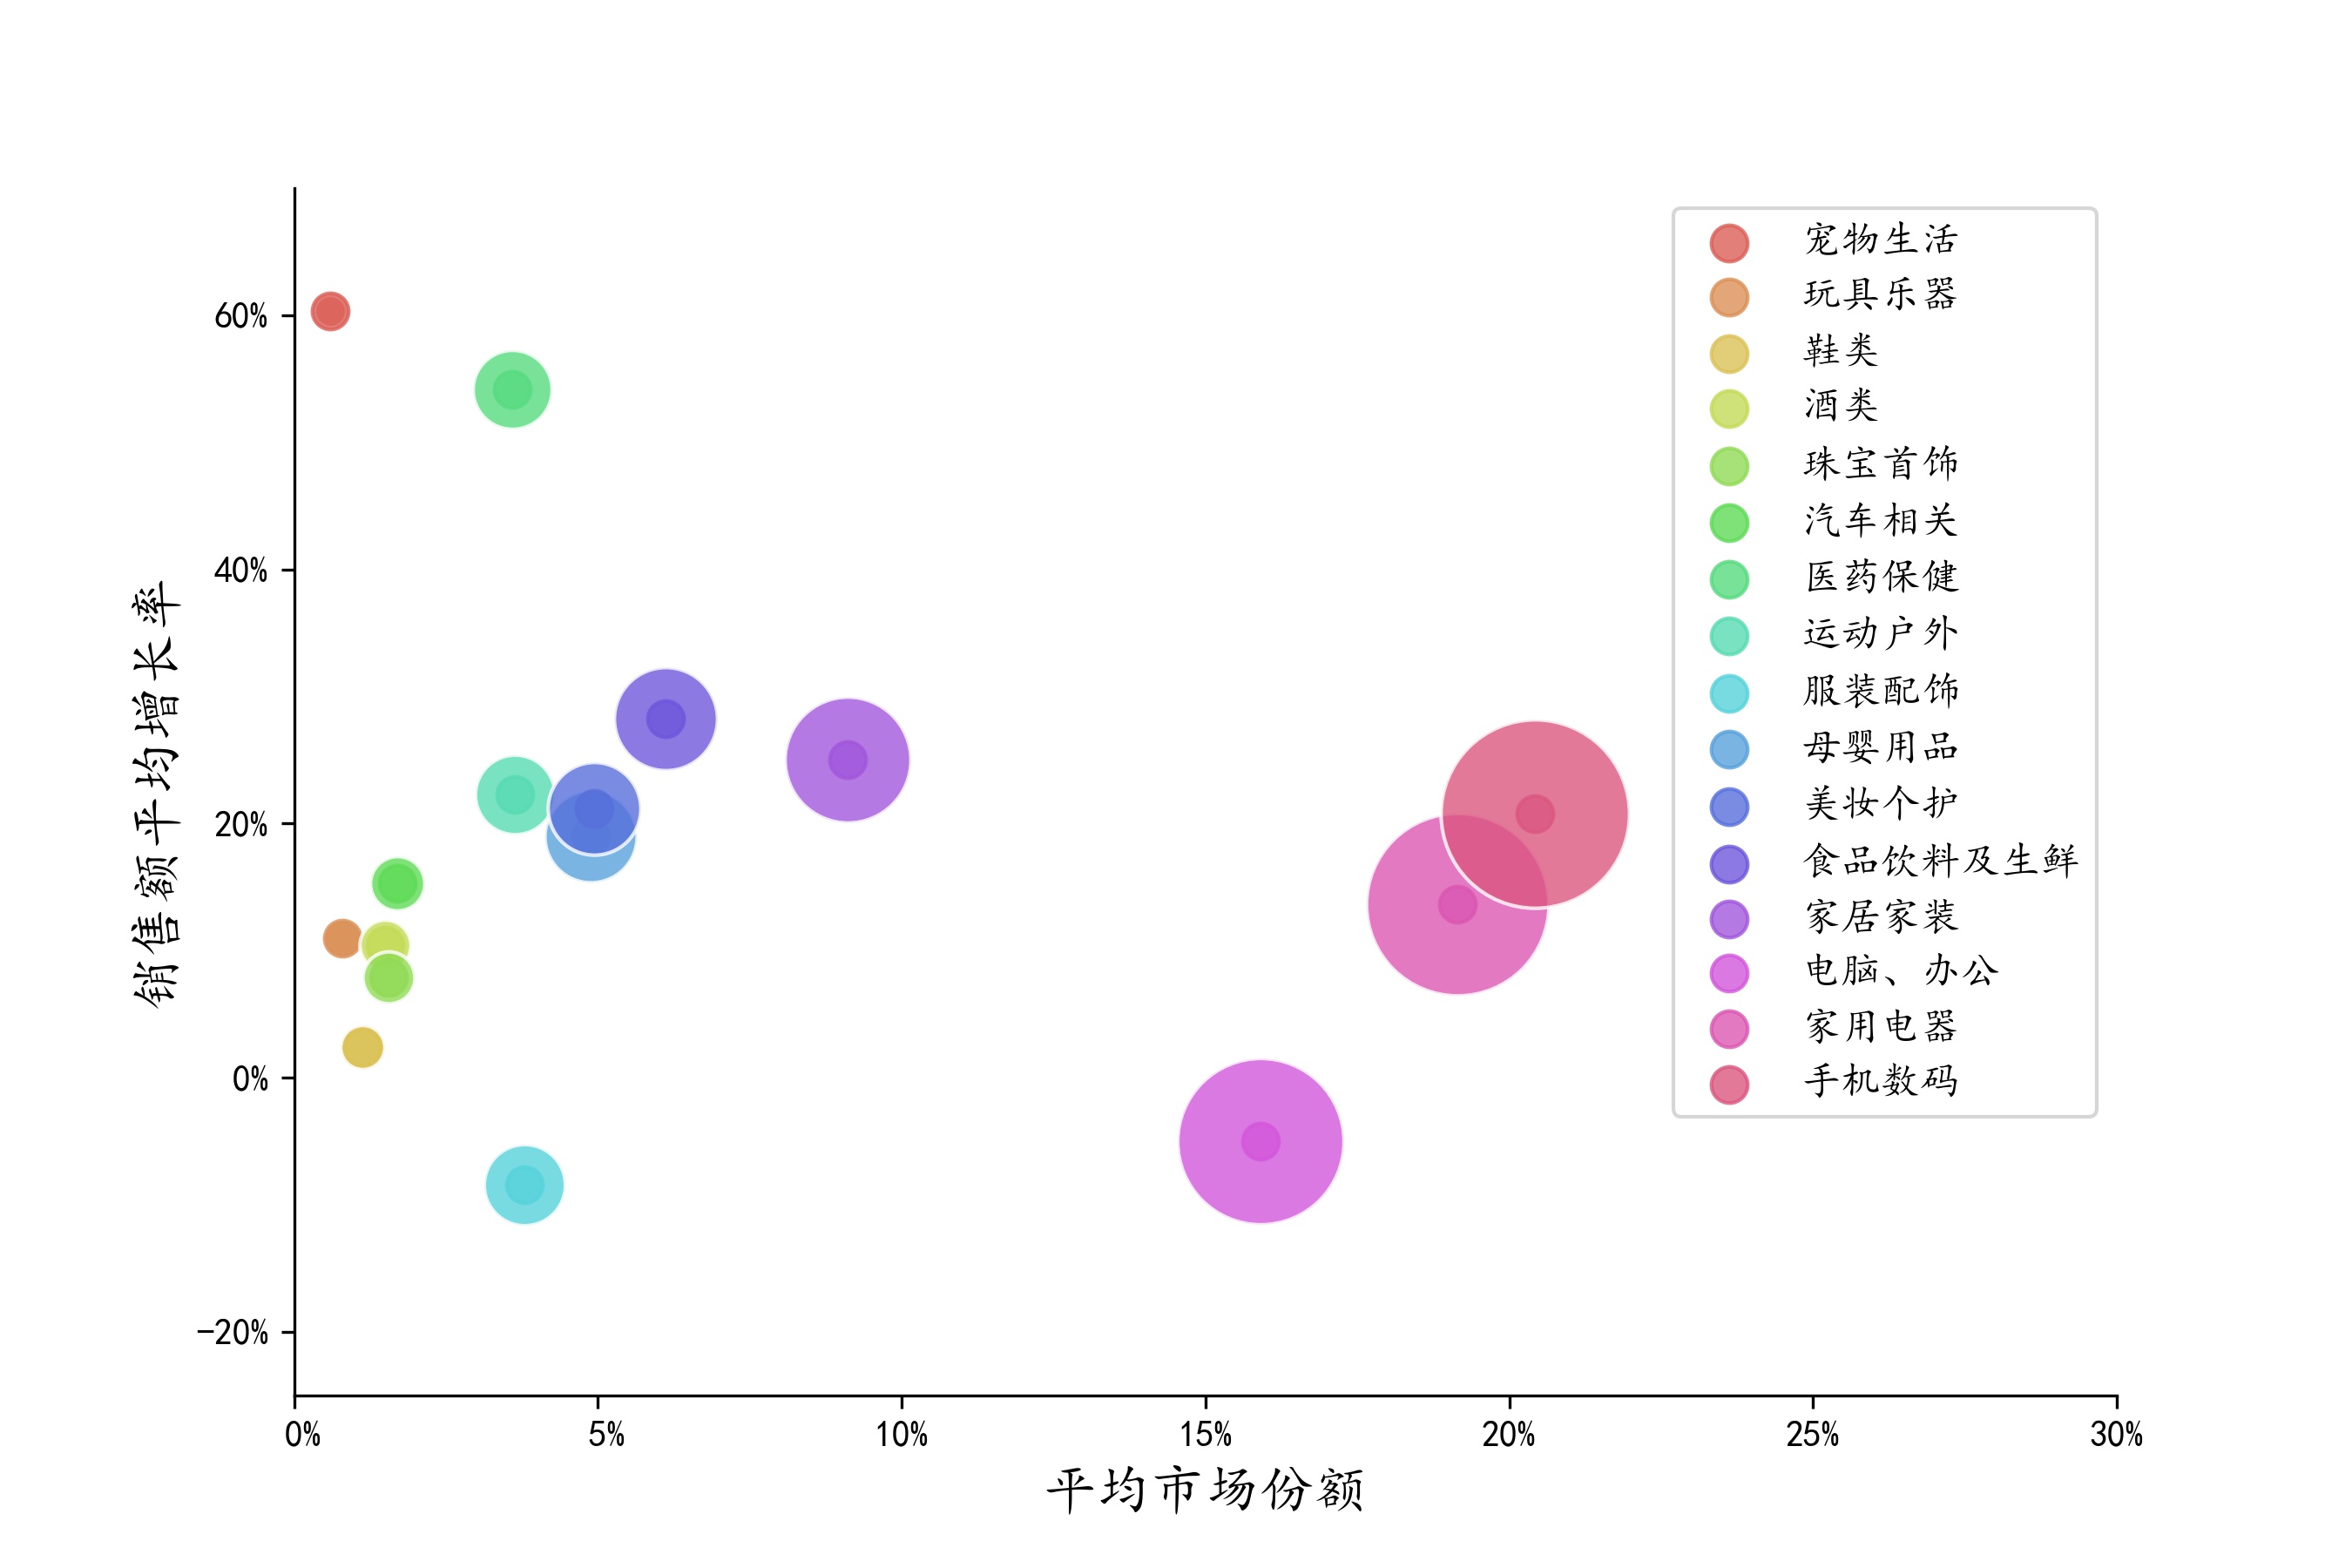 销售额平均增长率
60%
40%
20%
0%
−20%
0%
5%
10%
15%
20%
25%
30%
平均市场份额
宠物生活
玩具乐器
鞋类
酒类
珠宝首饰
汽车相关
医药保健
运动户外
服装配饰
母婴用品
美妆个护
食品饮料及生鲜
家居家装
电脑、办公
家用电器
手机数码